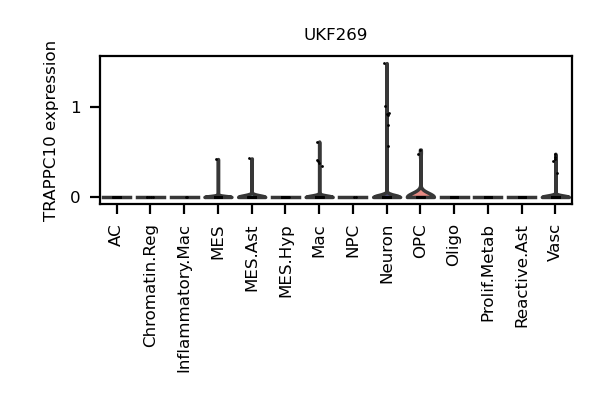 UKF269
TRAPPC10 expression
1
0
AC
Chromatin.Reg
Inflammatory.Mac
MES
MES.Ast
MES.Hyp
Mac
NPC
Neuron
OPC
Oligo
Prolif.Metab
Reactive.Ast
Vasc